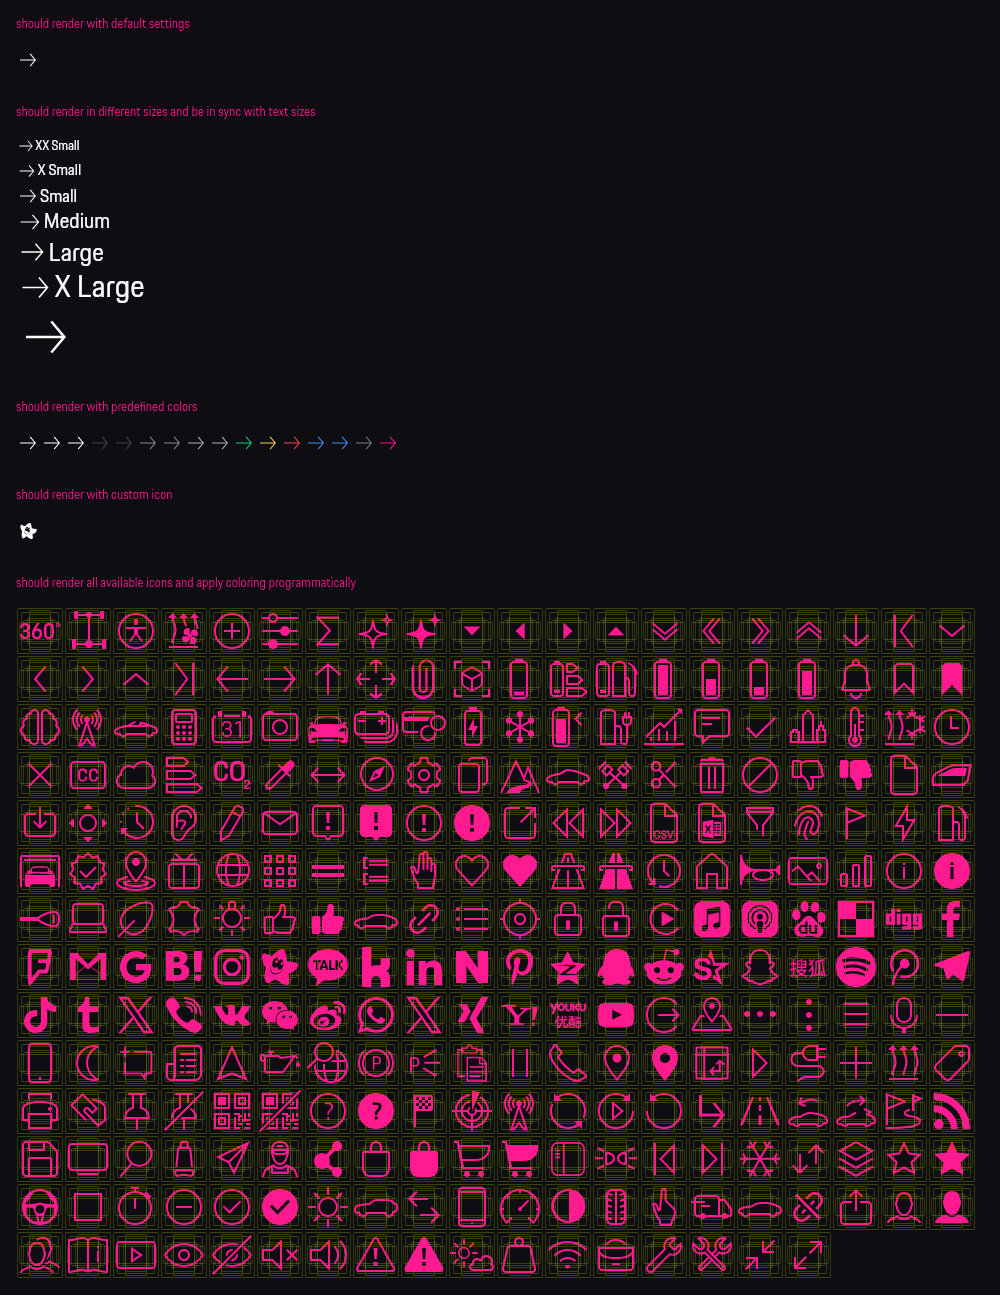 should render with default settings
should render in different sizes and be in sync with text sizes
XX Small
X Small
Small
Medium
Large
X Large
should render with predefined colors
should render with custom icon
should render all available icons and apply coloring programmatically
360°
31
CC
CO2
CSV
X
du
digg
B!
TALK
in
N
搜狐
Y!
YOUKU
优酷
P
P